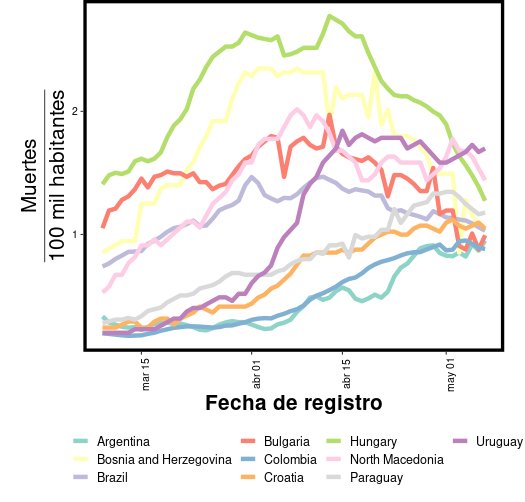 Muertes
100 mil habitantes
2
1
mar 15
abr 01
abr 15
may 01
Fecha de registro
Argentina
Bulgaria
Hungary
Uruguay
Bosnia and Herzegovina
Colombia
North Macedonia
Brazil
Croatia
Paraguay